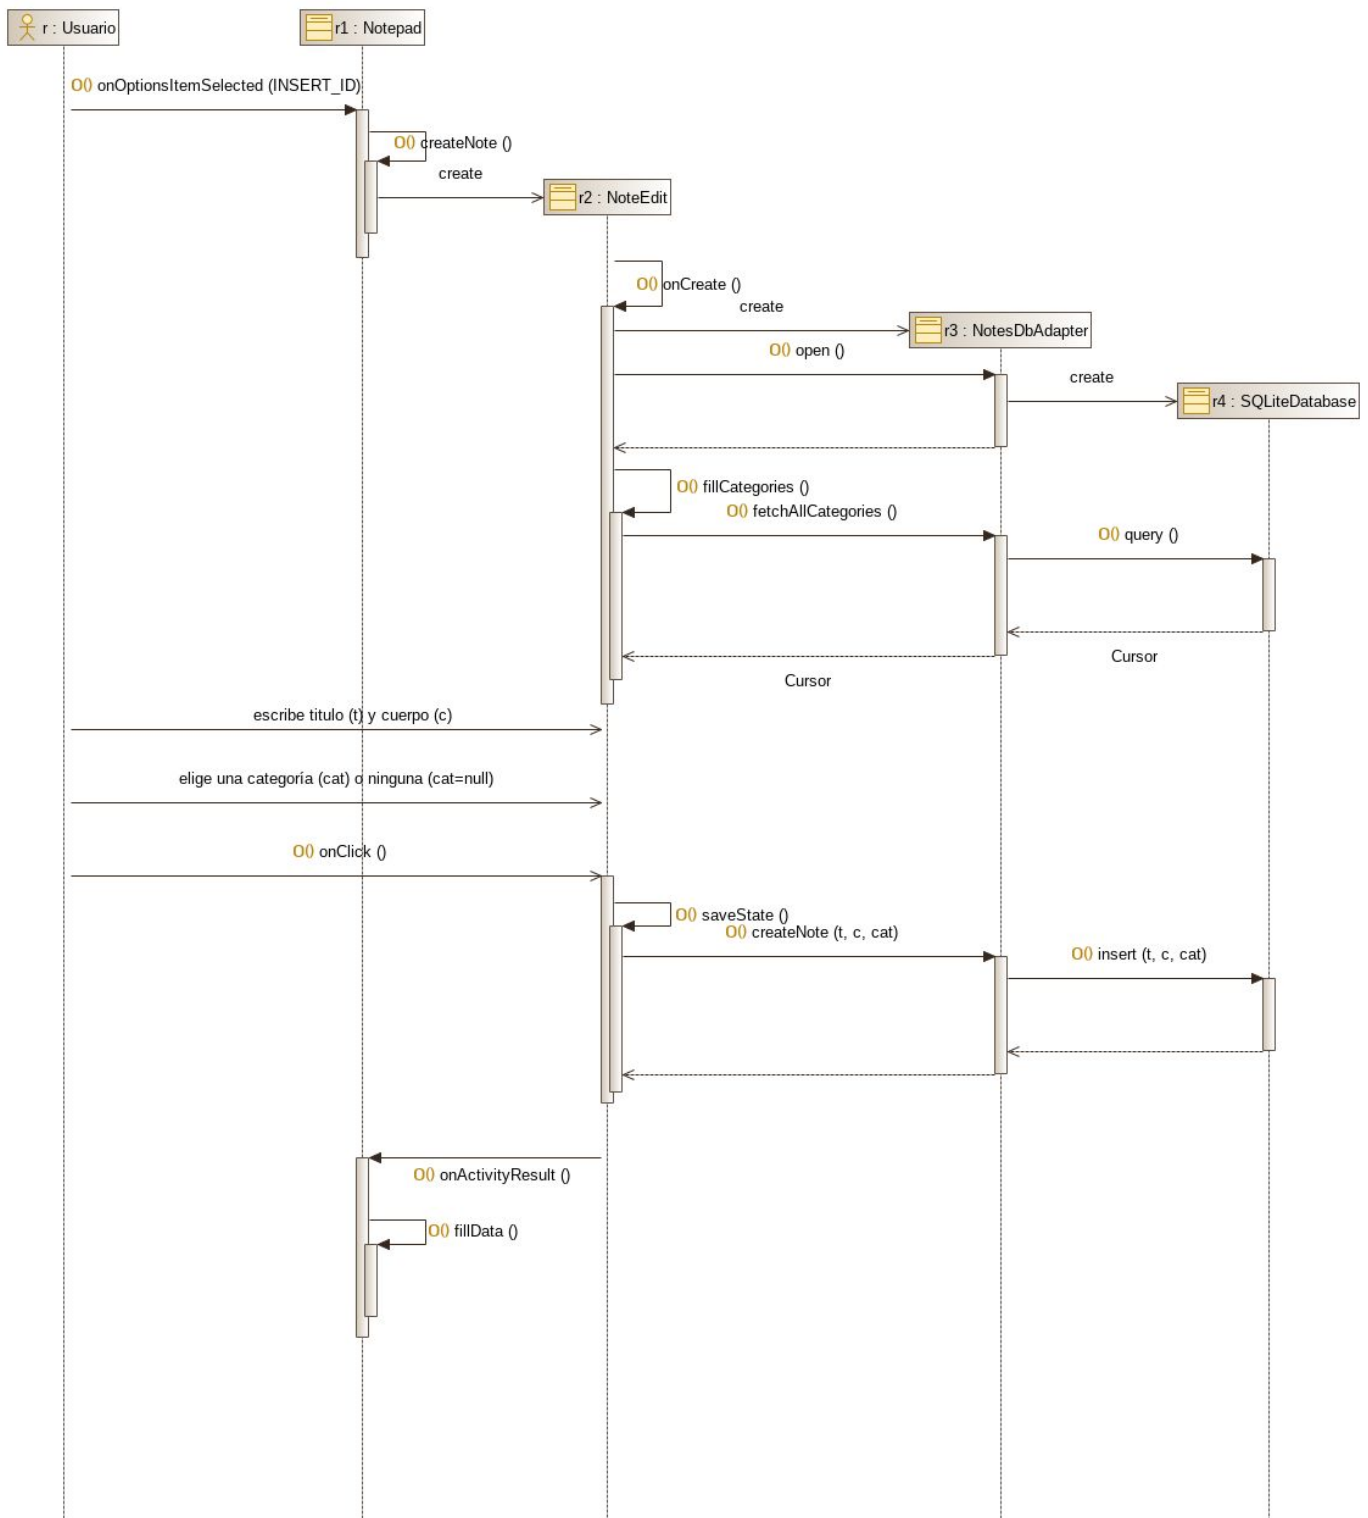 r : Usuario
r1 : Notepad
O() onOptionsItemSelected (INSERT_ID)
O() createNote ()
create
r2 : NoteEdit
O() onCreate ()
create
r3 : NotesDbAdapter
O() open ()
create
r4 : SQLiteDatabase
O() fillCategories ()
O() fetchAllCategories ()
O() query ()
Cursor
Cursor
escribe titulo (t) y cuerpo (c)
elige una categoría (cat) o ninguna (cat=null)
O() onClick ()
O() saveState ()
O() createNote (t, c, cat)
O() insert (t, c, cat)
O() onActivityResult ()
O() fillData ()